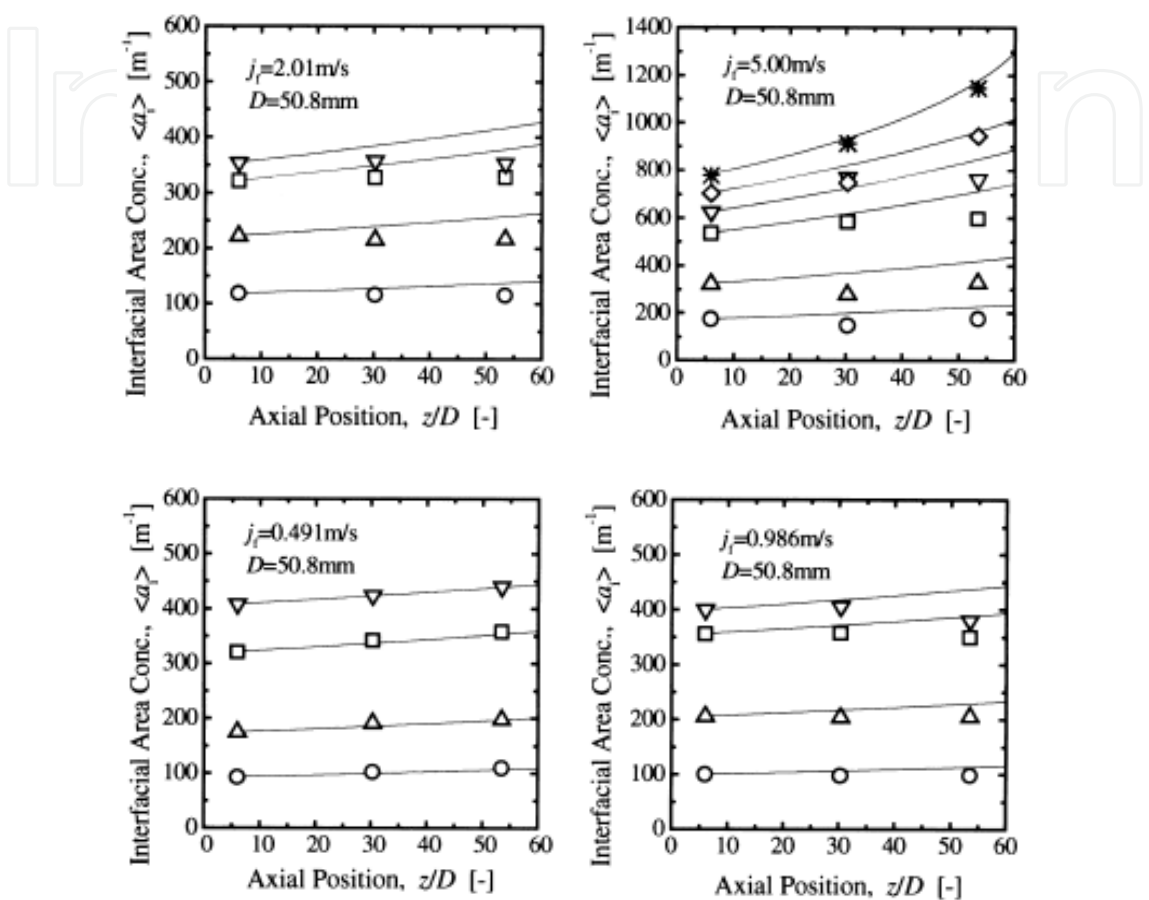 600
500
400
300
200
100
0
Interfacial Area Conc., <a_i> [m^-1]
j_f=2.01m/s
D=50.8mm
0 10 20 30 40 50 60
Axial Position, z/D [-]
1400
1200
1000
800
600
400
200
0
Interfacial Area Conc., <a_i> [m^-1]
j_f=5.00m/s
D=50.8mm
0 10 20 30 40 50 60
Axial Position, z/D [-]
600
500
400
300
200
100
0
Interfacial Area Conc., <a_i> [m^-1]
j_f=0.491m/s
D=50.8mm
0 10 20 30 40 50 60
Axial Position, z/D [-]
600
500
400
300
200
100
0
Interfacial Area Conc., <a_i> [m^-1]
j_f=0.986m/s
D=50.8mm
0 10 20 30 40 50 60
Axial Position, z/D [-]